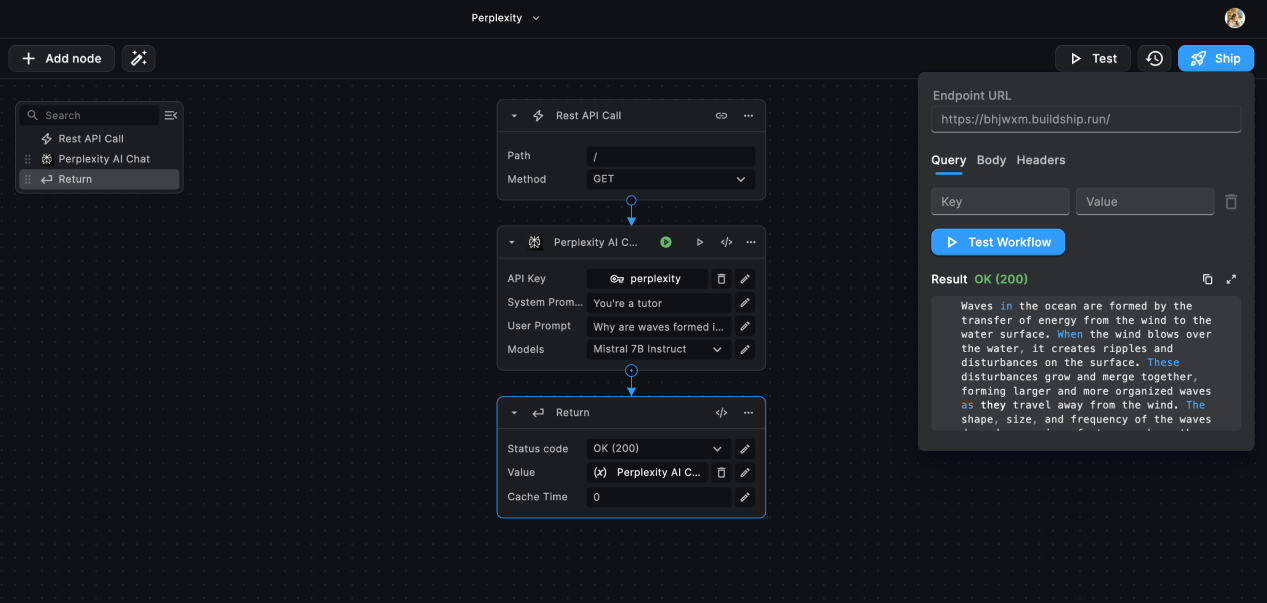 Perplexity
Add node
Test
Ship
Search
Rest API Call
Perplexity AI Chat
Return
Rest API Call
Path
/
Method
GET
Perplexity AI C...
API Key
perplexity
System Prom...
You're a tutor
User Prompt
Why are waves formed i...
Models
Mistral 7B Instruct
Return
Status code
OK (200)
Value
(x) Perplexity AI C...
Cache Time
0
Endpoint URL
https://bhjwxm.buildship.run/
Query Body Headers
Key
Value
Test Workflow
Result OK (200)
Waves in the ocean are formed by the
transfer of energy from the wind to the
water surface. When the wind blows over
the water, it creates ripples and
disturbances on the surface. These
disturbances grow and merge together,
forming larger and more organized waves
as they travel away from the wind. The
shape, size, and frequency of the waves